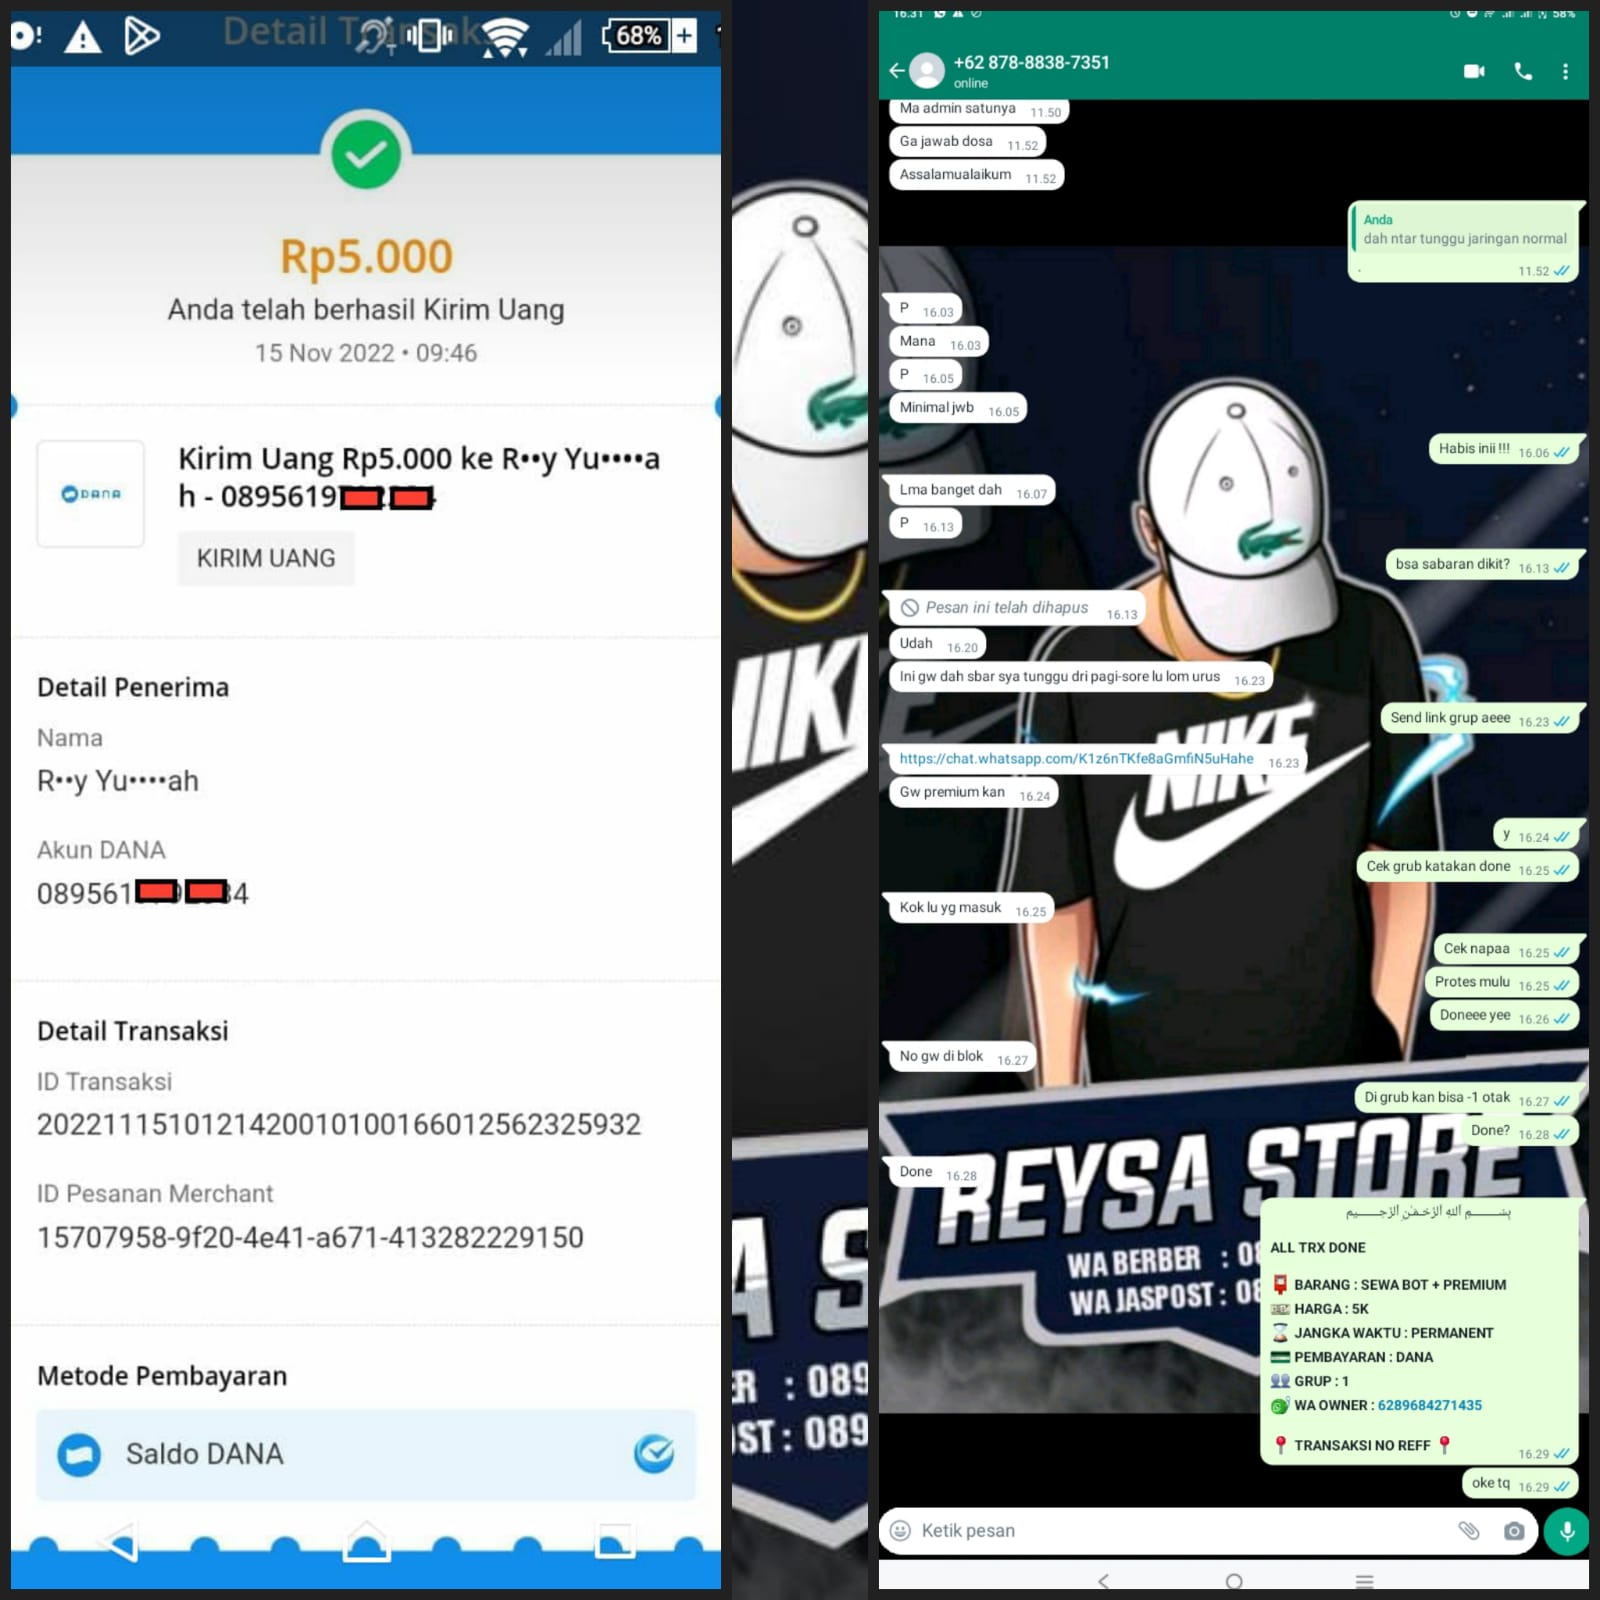 Detail Transaks
68%
Rp5.000
Anda telah berhasil Kirim Uang
15 Nov 2022 • 09:46
DANA
Kirim Uang Rp5.000 ke R••y Yu••••a
h - 0895619
KIRIM UANG
Detail Penerima
Nama
R••y Yu••••ah
Akun DANA
089561 84
Detail Transaksi
ID Transaksi
20221115101214200101001660125623 25932
ID Pesanan Merchant
15707958-9f20-4e41-a671-413282229150
Metode Pembayaran
Saldo DANA
NIKE
A S
ER : 089
OST : 089
16.31
58%
+62 878-8838-7351
online
Ma admin satunya 11.50
Ga jawab dosa 11.52
Assalamualaikum 11.52
Anda
dah ntar tunggu jaringan normal
. 11.52
P 16.03
Mana 16.03
P 16.05
Minimal jwb 16.05
Habis inii !!! 16.06
Lma banget dah 16.07
P 16.13
bsa sabaran dikit? 16.13
Pesan ini telah dihapus 16.13
Udah 16.20
Ini gw dah sbar sya tunggu dri pagi-sore lu lom urus 16.23
Send link grup aeee 16.23
https://chat.whatsapp.com/K1z6nTKfe8aGmfiN5uHahe 16.23
Gw premium kan 16.24
y 16.24
Cek grub katakan done 16.25
Kok lu yg masuk 16.25
Cek napaa 16.25
Protes mulu 16.25
Doneee yee 16.26
No gw di blok 16.27
Di grub kan bisa -1 otak 16.27
Done? 16.28
Done 16.28
NIKE
REYSA STORE
WA BERBER : 08
WA JASPOST : 08
بِسْــــــــمِ اللهِ الرَّحْمٰنِ الرَّحِيْــــمِ
ALL TRX DONE
BARANG : SEWA BOT + PREMIUM
HARGA : 5K
JANGKA WAKTU : PERMANENT
PEMBAYARAN : DANA
GRUP : 1
WA OWNER : 6289684271435
TRANSAKSI NO REFF
16.29
oke tq 16.29
Ketik pesan